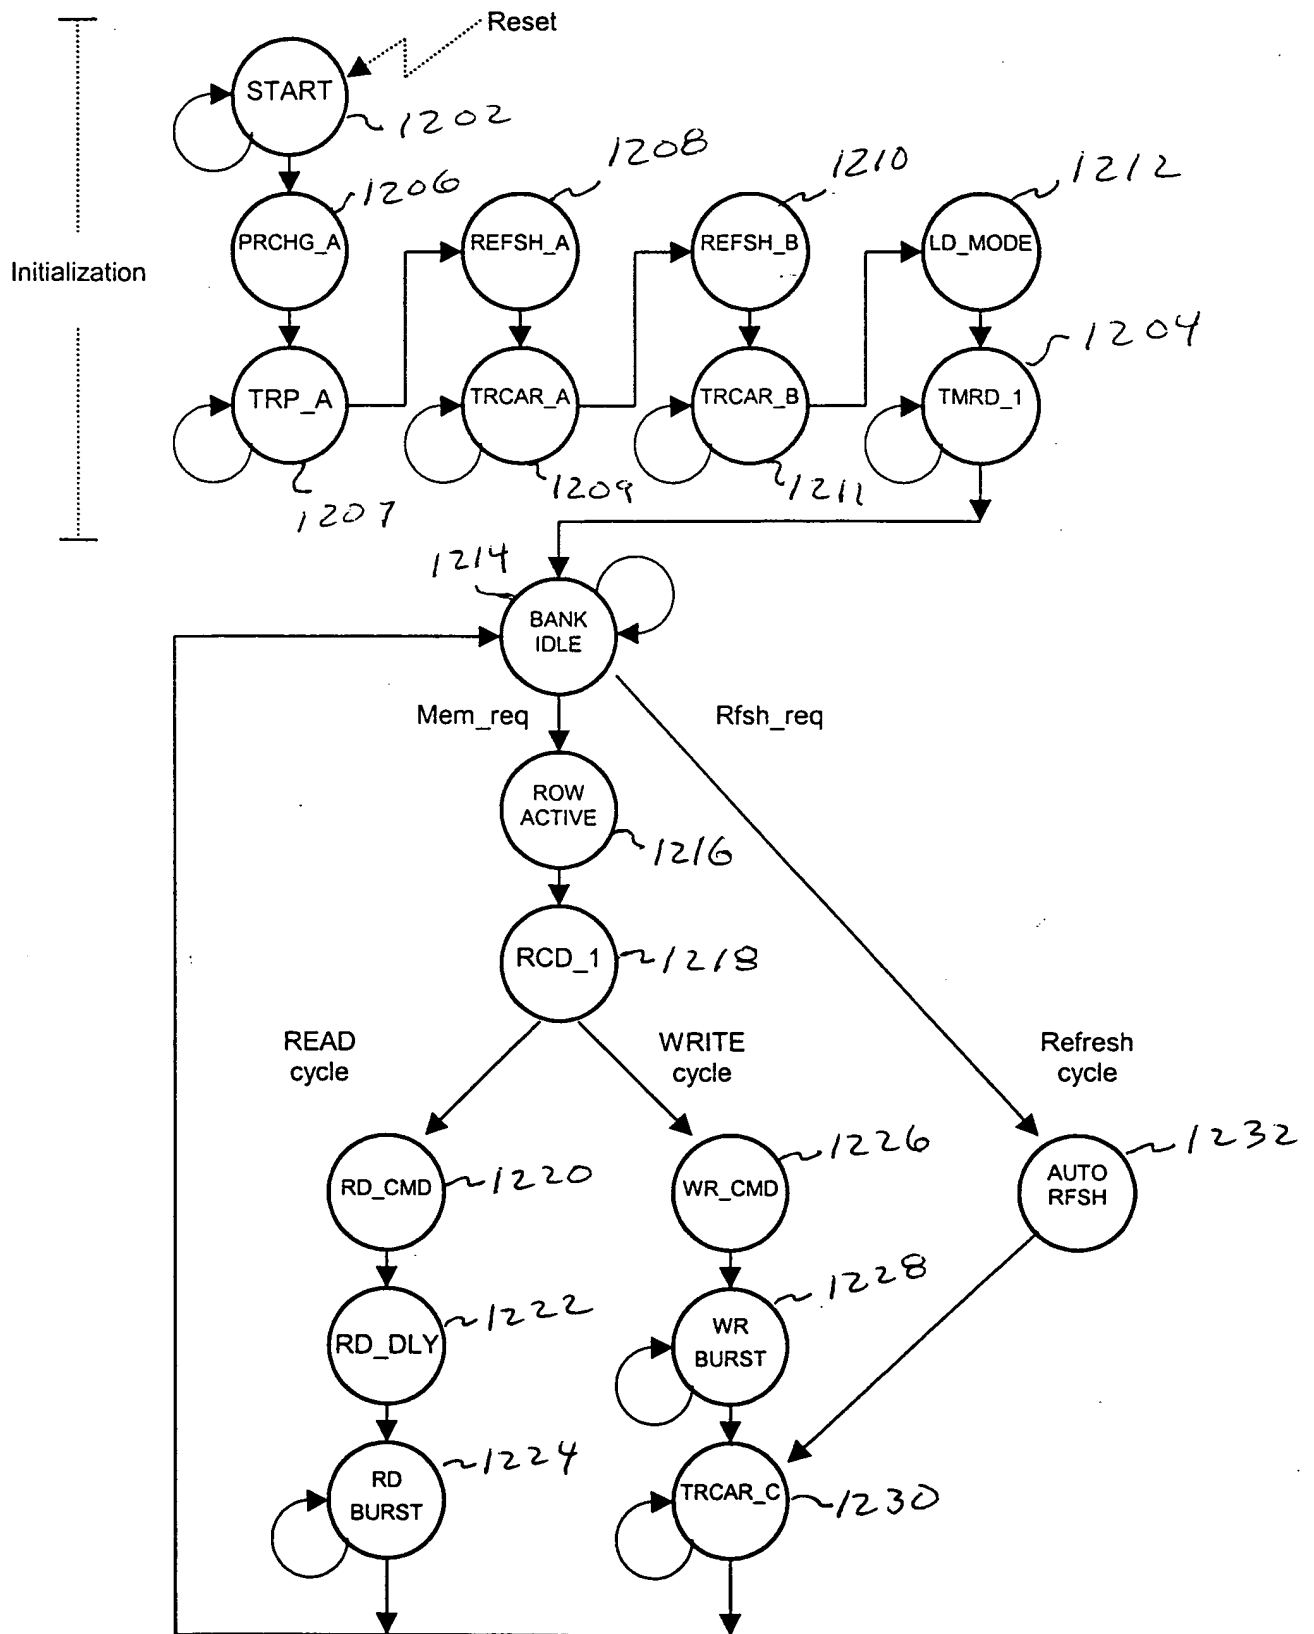 Reset
START
1202
1206
1208
1210
1212
PRCHG_A
REFSH_A
REFSH_B
LD_MODE
Initialization
1204
TRP_A
TRCAR_A
TRCAR_B
TMRD_1
1207
1209
1211
1214
BANK
IDLE
Mem_req
Rfsh_req
ROW
ACTIVE
1216
RCD_1
1218
READ
cycle
WRITE
cycle
Refresh
cycle
RD_CMD
1220
WR_CMD
1226
AUTO
RFSH
1232
RD_DLY
1222
WR
BURST
1228
RD
BURST
1224
TRCAR_C
1230